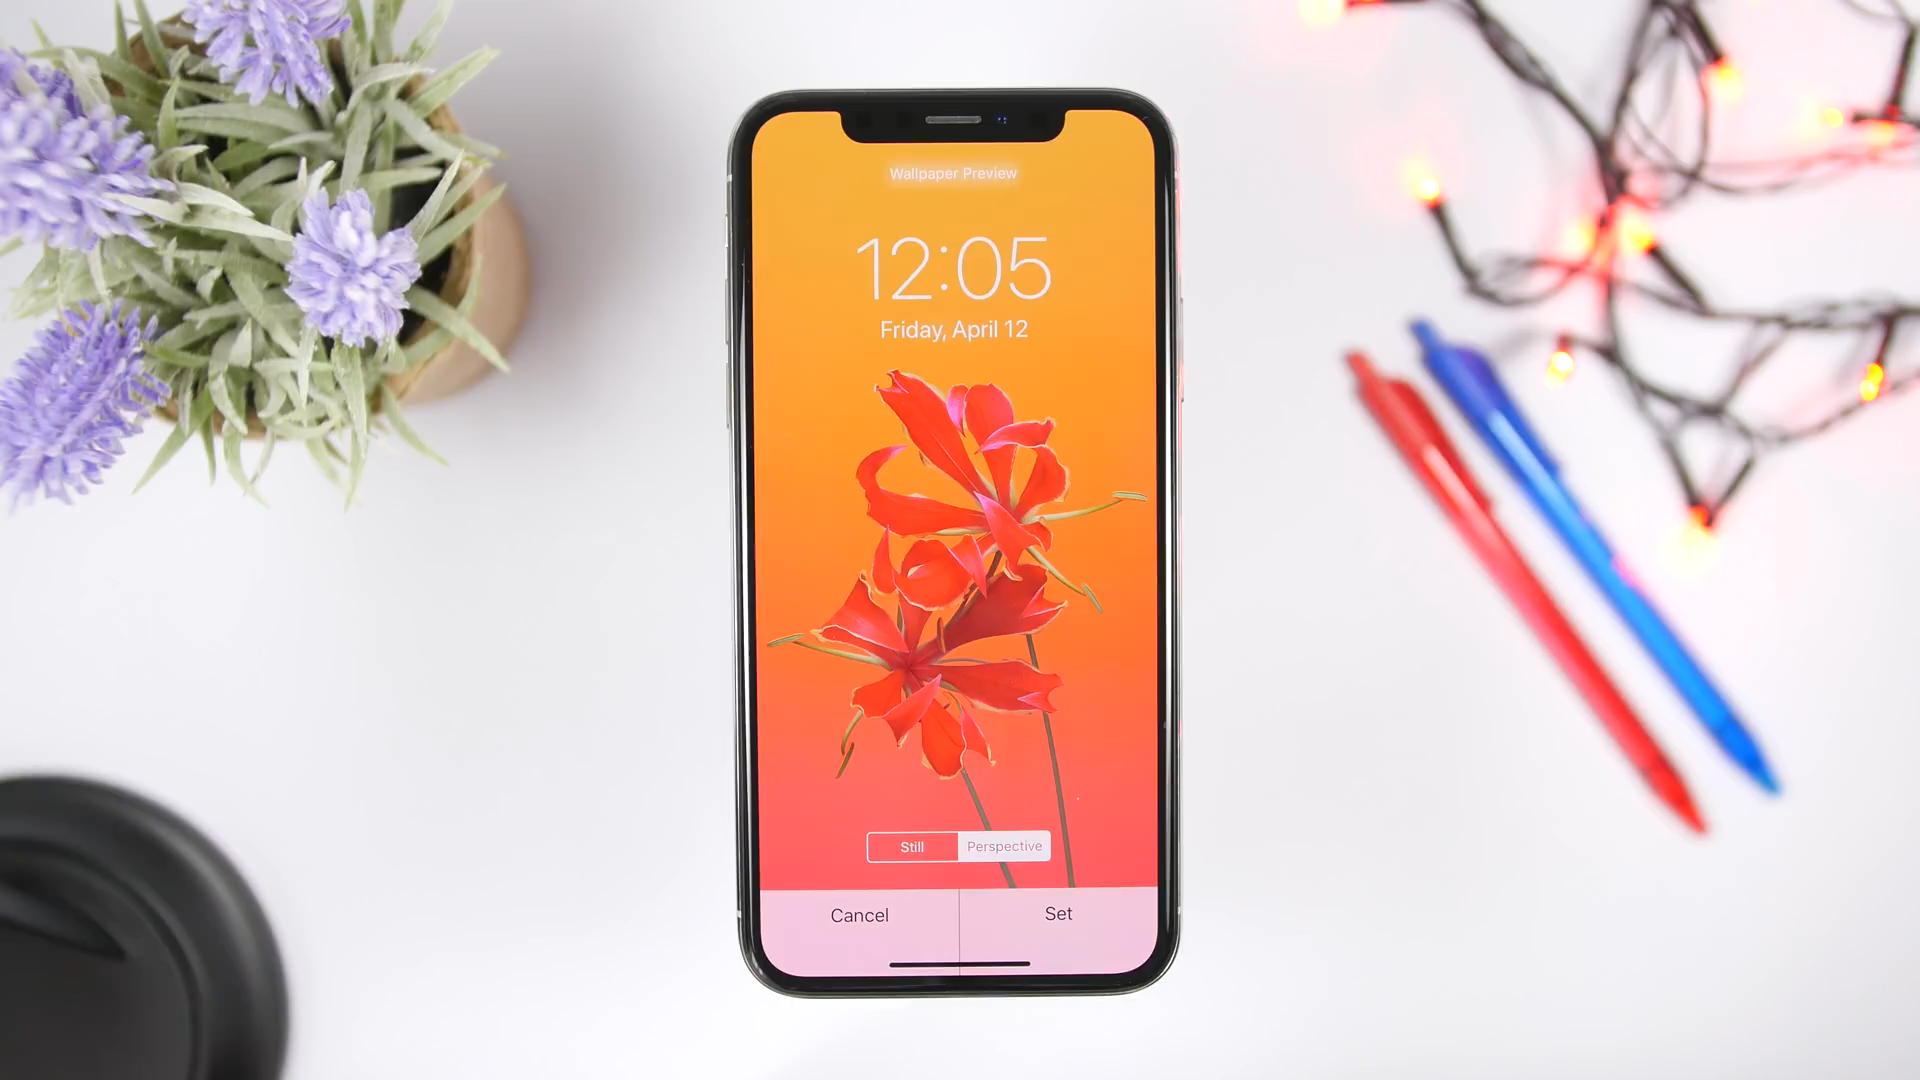 Wallpaper Preview
12:05
Friday, April 12
Still
Perspective
Cancel
Set